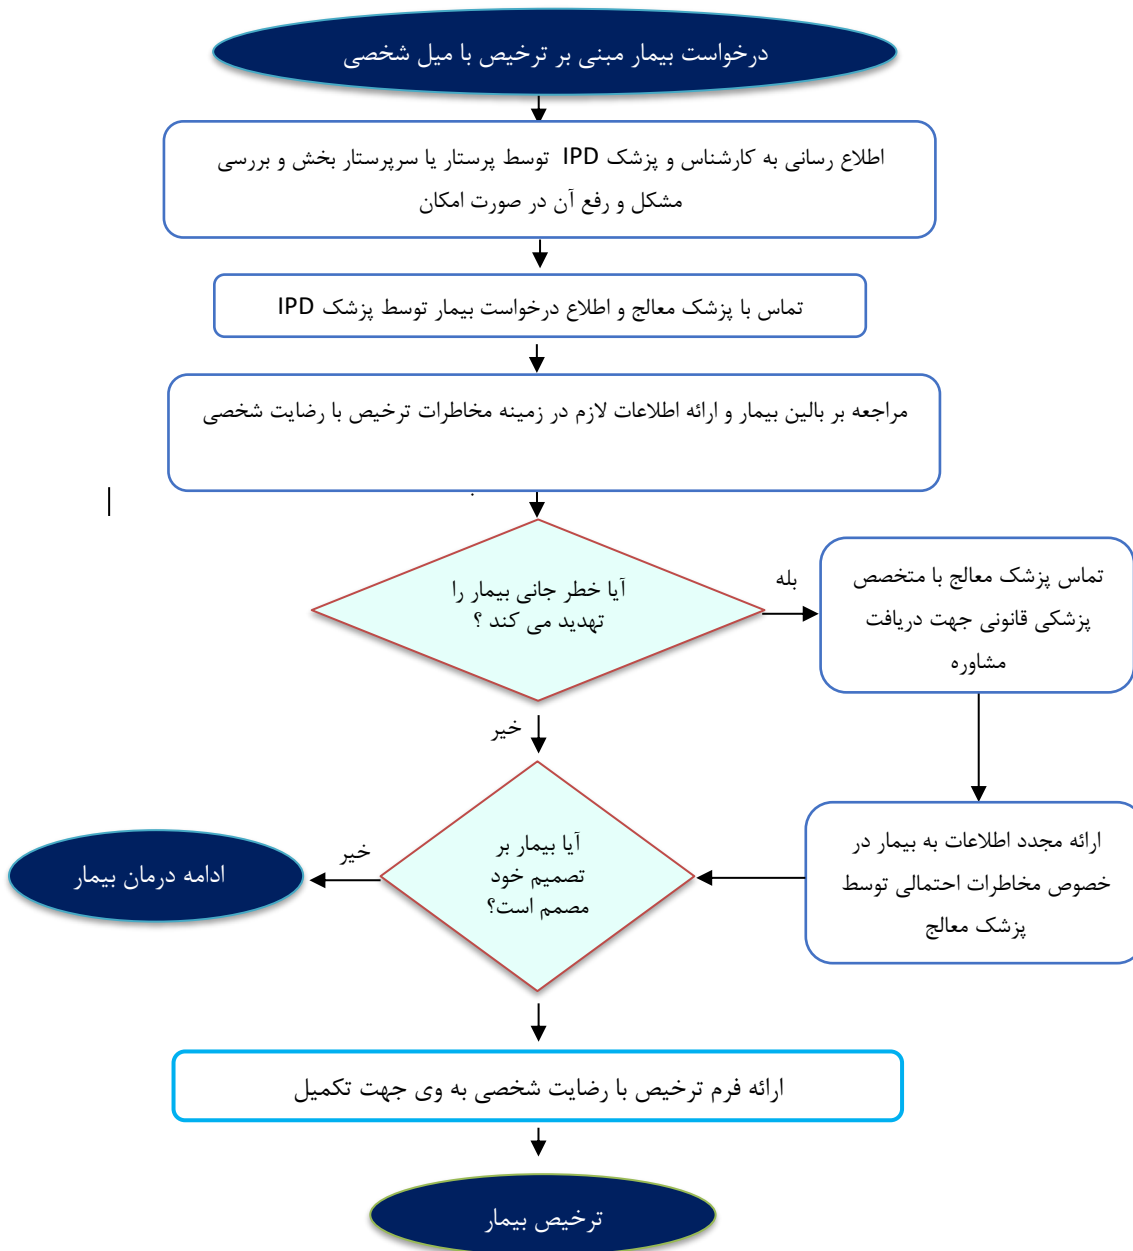 درخواست بیمار مبنی بر ترخیص با میل شخصی
اطلاع رسانی به کارشناس و پزشک IPD توسط پرستار یا سرپرستار بخش و بررسی
مشکل و رفع آن در صورت امکان
تماس با پزشک معالج و اطلاع درخواست بیمار توسط پزشک IPD
مراجعه بر بالین بیمار و ارائه اطلاعات لازم در زمینه مخاطرات ترخیص با رضایت شخصی
آیا خطر جانی بیمار را
تهدید می کند ؟
بله
تماس پزشک معالج با متخصص
پزشکی قانونی جهت دریافت
مشاوره
خیر
ارائه مجدد اطلاعات به بیمار در
خصوص مخاطرات احتمالی توسط
پزشک معالج
آیا بیمار بر
تصمیم خود
مصمم است؟
خیر
ادامه درمان بیمار
ارائه فرم ترخیص با رضایت شخصی به وی جهت تکمیل
ترخیص بیمار